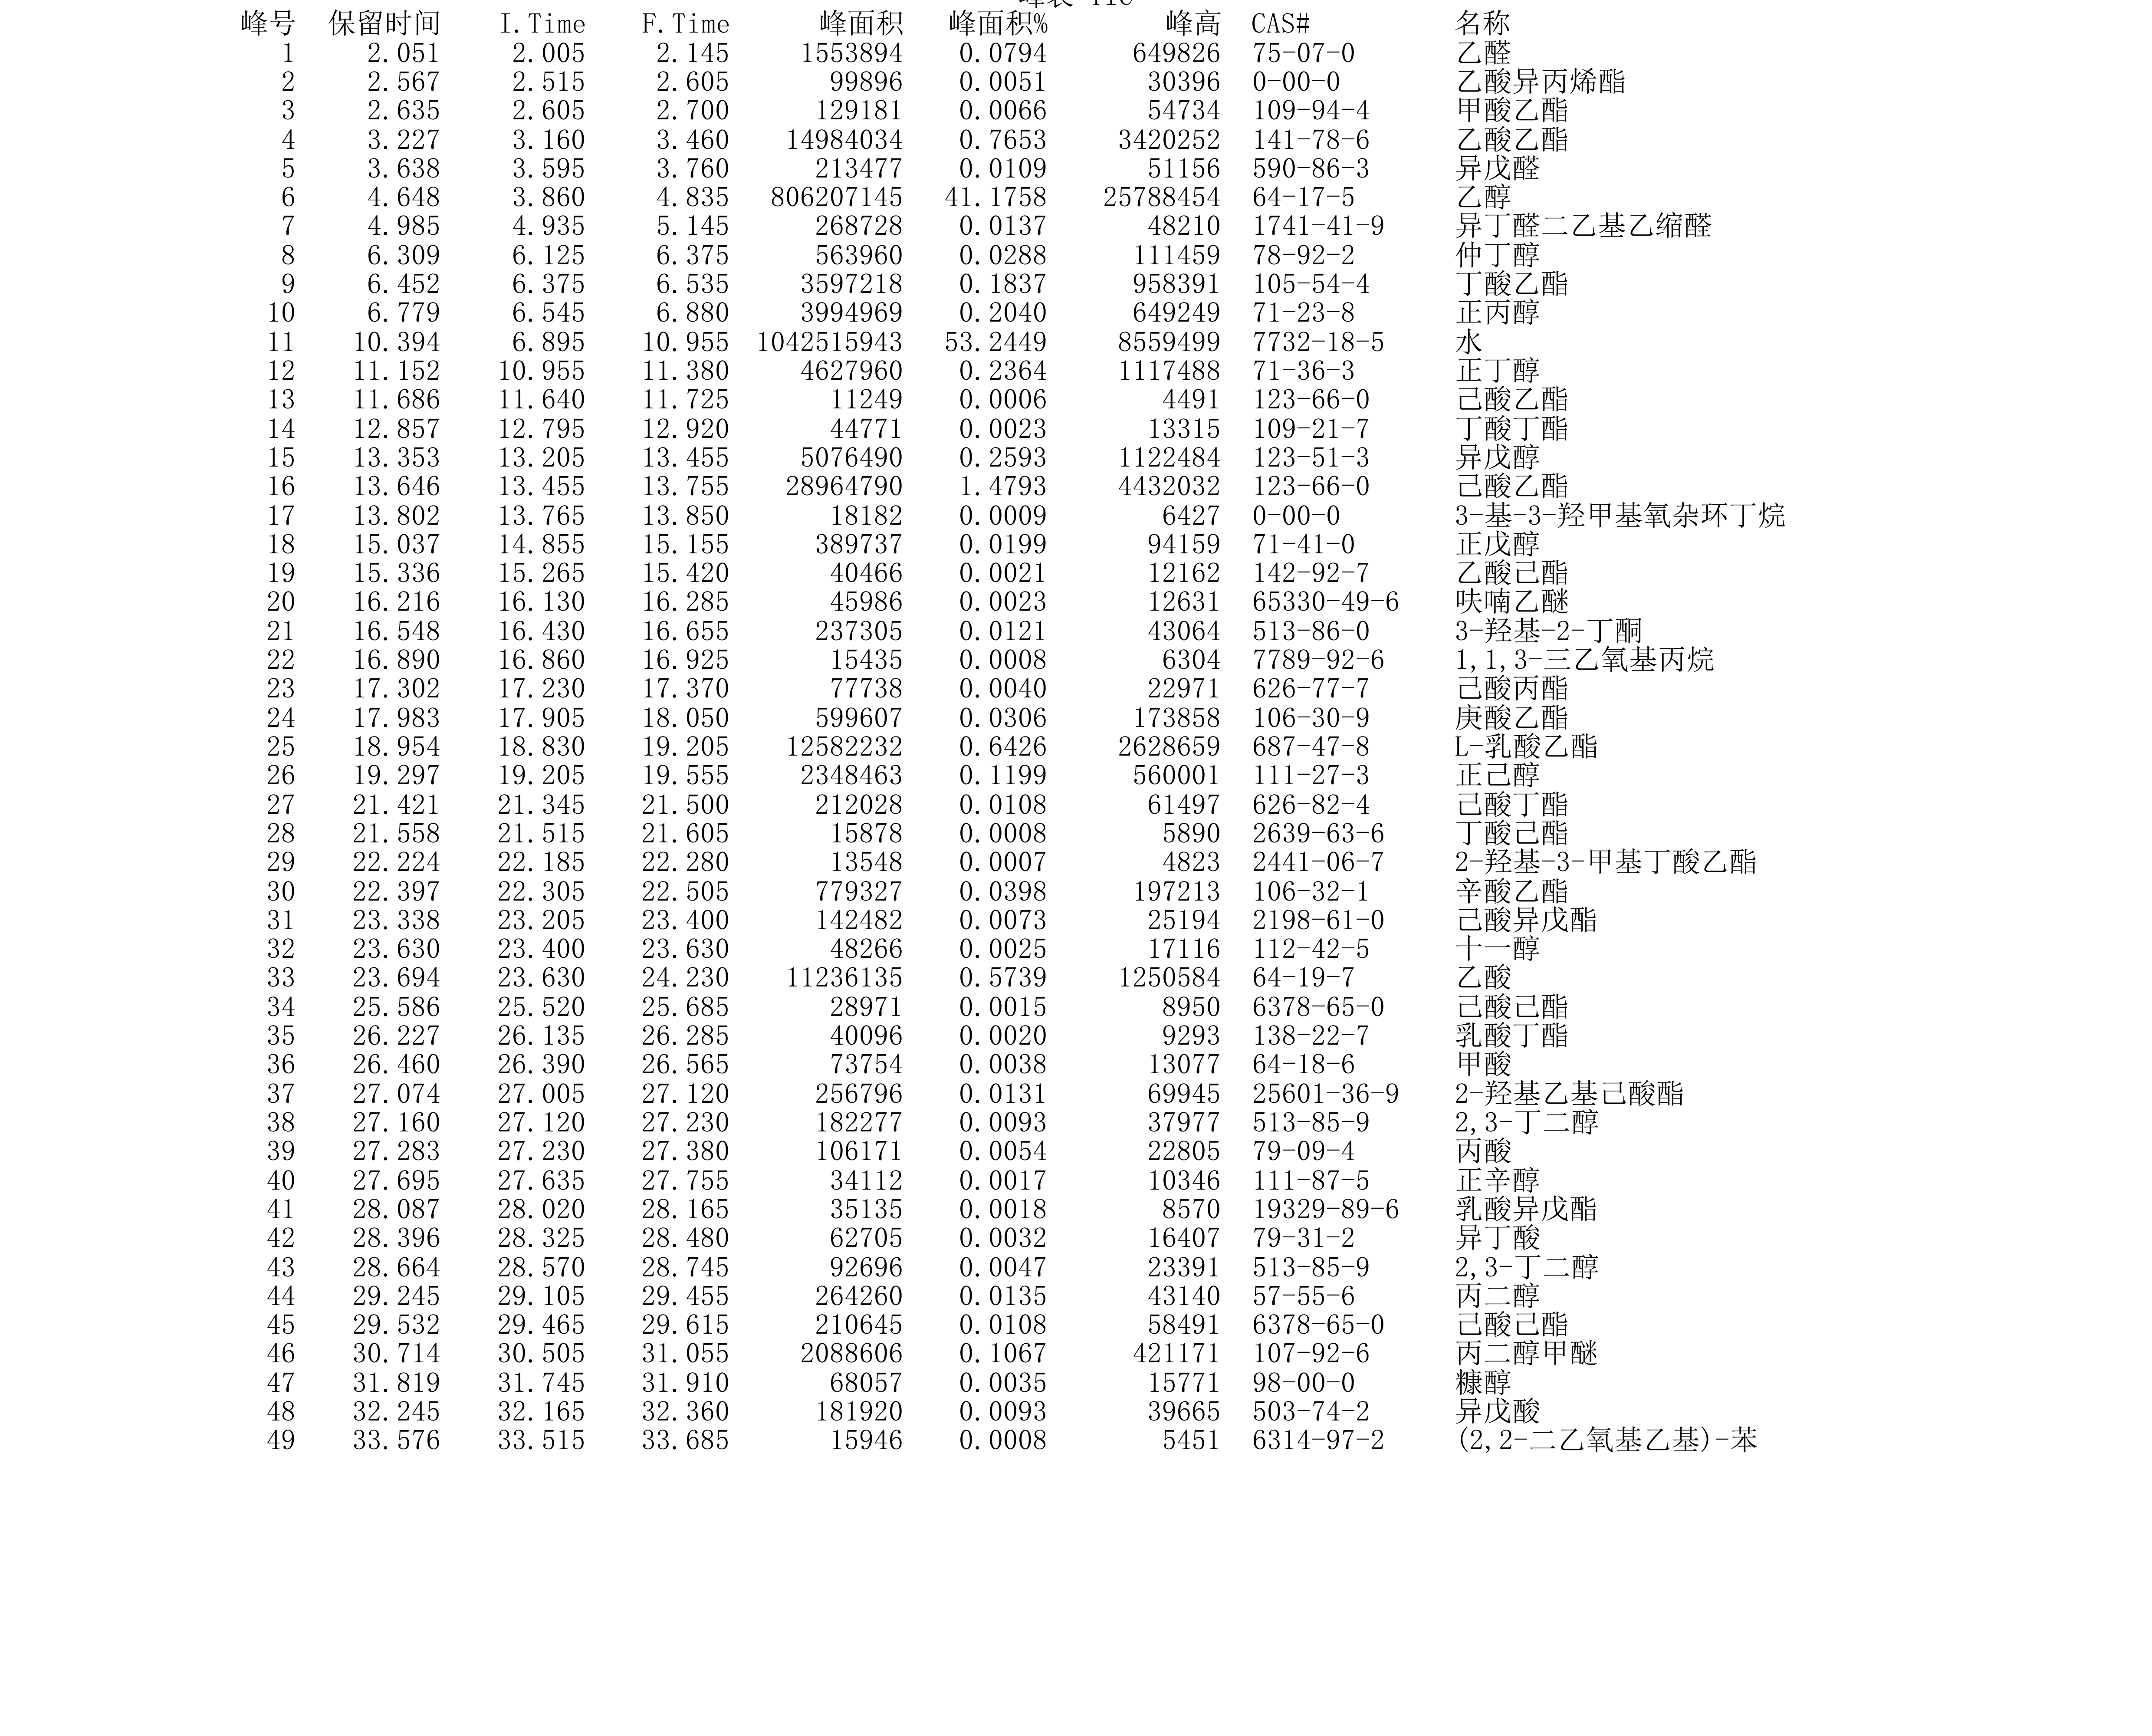 峰号 保留时间 I.Time F.Time 峰面积 峰面积% 峰高 CAS# 名称
1 2.051 2.005 2.145 1553894 0.0794 649826 75-07-0 乙醛
2 2.567 2.515 2.605 99896 0.0051 30396 0-00-0 乙酸异丙烯酯
3 2.635 2.605 2.700 129181 0.0066 54734 109-94-4 甲酸乙酯
4 3.227 3.160 3.460 14984034 0.7653 3420252 141-78-6 乙酸乙酯
5 3.638 3.595 3.760 213477 0.0109 51156 590-86-3 异戊醛
6 4.648 3.860 4.835 806207145 41.1758 25788454 64-17-5 乙醇
7 4.985 4.935 5.145 268728 0.0137 48210 1741-41-9 异丁醛二乙基乙缩醛
8 6.309 6.125 6.375 563960 0.0288 111459 78-92-2 仲丁醇
9 6.452 6.375 6.535 3597218 0.1837 958391 105-54-4 丁酸乙酯
10 6.779 6.545 6.880 3994969 0.2040 649249 71-23-8 正丙醇
11 10.394 6.895 10.955 1042515943 53.2449 8559499 7732-18-5 水
12 11.152 10.955 11.380 4627960 0.2364 1117488 71-36-3 正丁醇
13 11.686 11.640 11.725 11249 0.0006 4491 123-66-0 己酸乙酯
14 12.857 12.795 12.920 44771 0.0023 13315 109-21-7 丁酸丁酯
15 13.353 13.205 13.455 5076490 0.2593 1122484 123-51-3 异戊醇
16 13.646 13.455 13.755 28964790 1.4793 4432032 123-66-0 己酸乙酯
17 13.802 13.765 13.850 18182 0.0009 6427 0-00-0 3-基-3-羟甲基氧杂环丁烷
18 15.037 14.855 15.155 389737 0.0199 94159 71-41-0 正戊醇
19 15.336 15.265 15.420 40466 0.0021 12162 142-92-7 乙酸己酯
20 16.216 16.130 16.285 45986 0.0023 12631 65330-49-6 呋喃乙醚
21 16.548 16.430 16.655 237305 0.0121 43064 513-86-0 3-羟基-2-丁酮
22 16.890 16.860 16.925 15435 0.0008 6304 7789-92-6 1,1,3-三乙氧基丙烷
23 17.302 17.230 17.370 77738 0.0040 22971 626-77-7 己酸丙酯
24 17.983 17.905 18.050 599607 0.0306 173858 106-30-9 庚酸乙酯
25 18.954 18.830 19.205 12582232 0.6426 2628659 687-47-8 L-乳酸乙酯
26 19.297 19.205 19.555 2348463 0.1199 560001 111-27-3 正己醇
27 21.421 21.345 21.500 212028 0.0108 61497 626-82-4 己酸丁酯
28 21.558 21.515 21.605 15878 0.0008 5890 2639-63-6 丁酸己酯
29 22.224 22.185 22.280 13548 0.0007 4823 2441-06-7 2-羟基-3-甲基丁酸乙酯
30 22.397 22.305 22.505 779327 0.0398 197213 106-32-1 辛酸乙酯
31 23.338 23.205 23.400 142482 0.0073 25194 2198-61-0 己酸异戊酯
32 23.630 23.400 23.630 48266 0.0025 17116 112-42-5 十一醇
33 23.694 23.630 24.230 11236135 0.5739 1250584 64-19-7 乙酸
34 25.586 25.520 25.685 28971 0.0015 8950 6378-65-0 己酸己酯
35 26.227 26.135 26.285 40096 0.0020 9293 138-22-7 乳酸丁酯
36 26.460 26.390 26.565 73754 0.0038 13077 64-18-6 甲酸
37 27.074 27.005 27.120 256796 0.0131 69945 25601-36-9 2-羟基乙基己酸酯
38 27.160 27.120 27.230 182277 0.0093 37977 513-85-9 2,3-丁二醇
39 27.283 27.230 27.380 106171 0.0054 22805 79-09-4 丙酸
40 27.695 27.635 27.755 34112 0.0017 10346 111-87-5 正辛醇
41 28.087 28.020 28.165 35135 0.0018 8570 19329-89-6 乳酸异戊酯
42 28.396 28.325 28.480 62705 0.0032 16407 79-31-2 异丁酸
43 28.664 28.570 28.745 92696 0.0047 23391 513-85-9 2,3-丁二醇
44 29.245 29.105 29.455 264260 0.0135 43140 57-55-6 丙二醇
45 29.532 29.465 29.615 210645 0.0108 58491 6378-65-0 己酸己酯
46 30.714 30.505 31.055 2088606 0.1067 421171 107-92-6 丙二醇甲醚
47 31.819 31.745 31.910 68057 0.0035 15771 98-00-0 糠醇
48 32.245 32.165 32.360 181920 0.0093 39665 503-74-2 异戊酸
49 33.576 33.515 33.685 15946 0.0008 5451 6314-97-2 (2,2-二乙氧基乙基)-苯